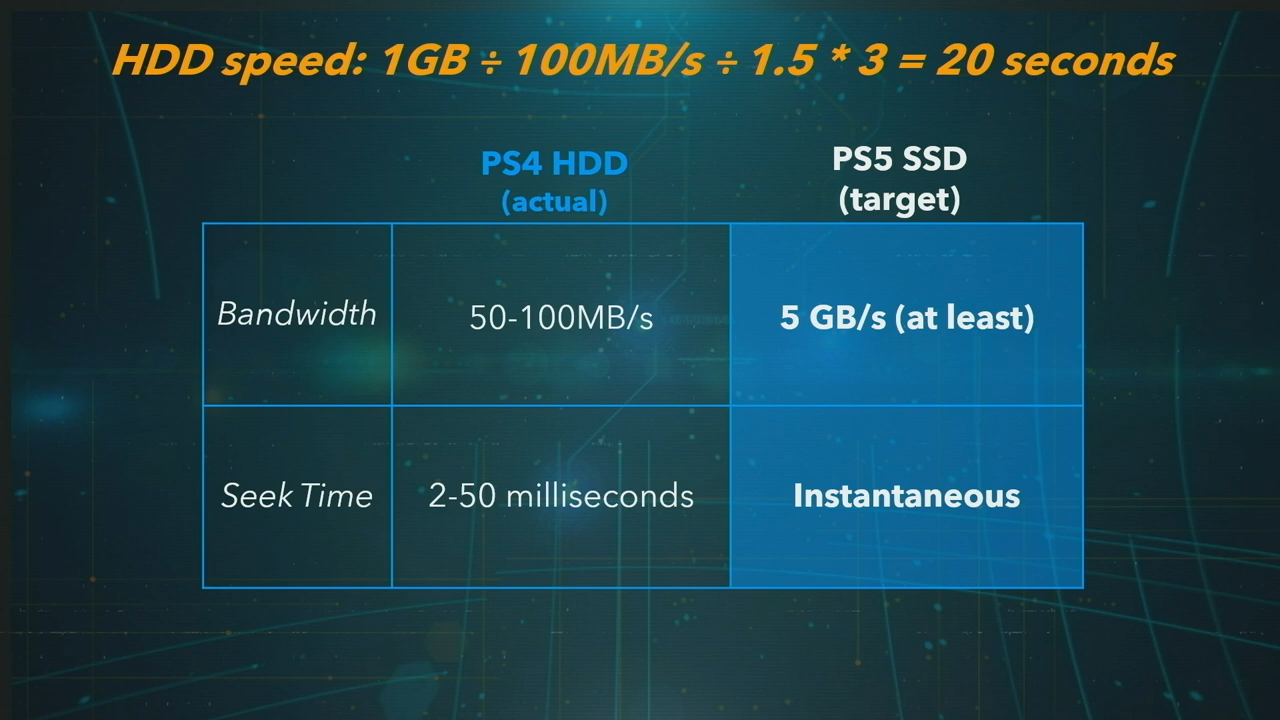 HDD speed: 1GB ÷ 100MB/s ÷ 1.5 * 3 = 20 seconds
PS4 HDD
(actual)
PS5 SSD
(target)
Bandwidth
50-100MB/s
5 GB/s (at least)
Seek Time
2-50 milliseconds
Instantaneous